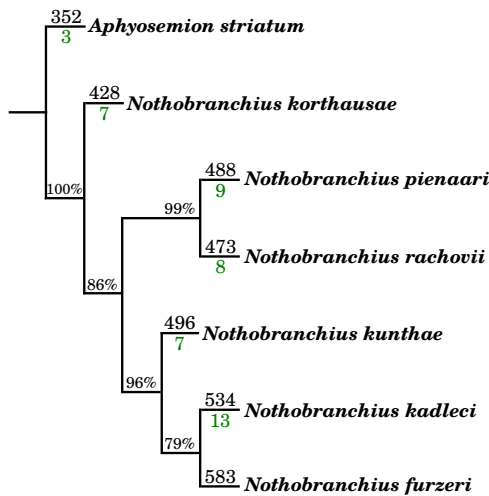 352 Aphyosemion striatum
3
428 Nothobranchius korthausae
7
488 Nothobranchius pienaari
9
100%
99%
473 Nothobranchius rachovii
8
86%
496 Nothobranchius kunthae
7
96%
534 Nothobranchius kadleci
13
79%
583 Nothobranchius furzeri